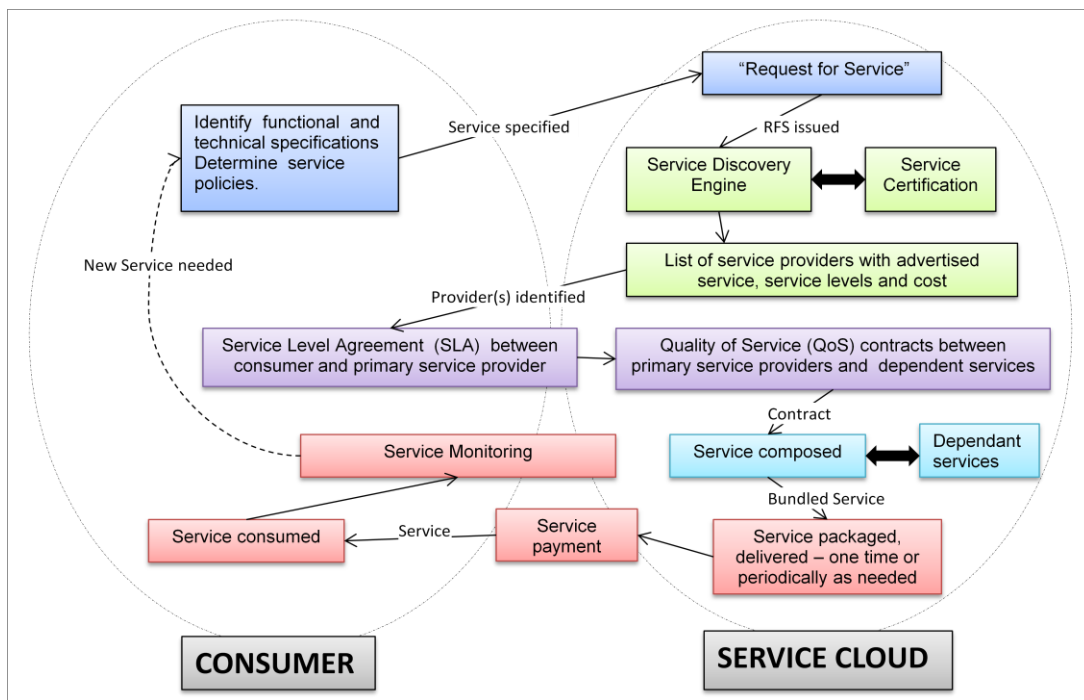 “Request for Service”
Identify functional and
technical specifications
Determine service
policies.
Service specified
RFS issued
Service Discovery
Engine
Service
Certification
New Service needed
List of service providers with advertised
service, service levels and cost
Provider(s) identified
Service Level Agreement (SLA) between
consumer and primary service provider
Quality of Service (QoS) contracts between
primary service providers and dependent services
Contract
Service Monitoring
Service composed
Dependant
services
Bundled Service
Service consumed
Service
Service
payment
Service packaged,
delivered – one time or
periodically as needed
CONSUMER
SERVICE CLOUD